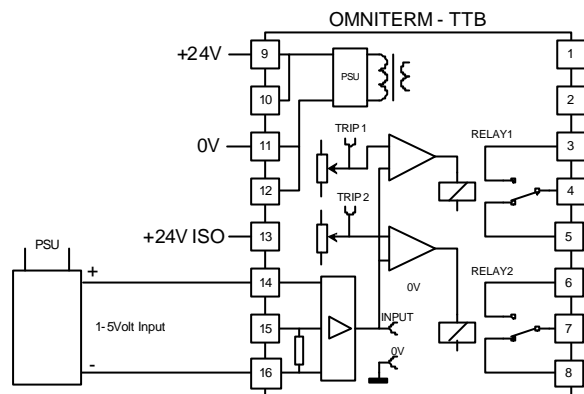 OMNITERM - TTB
+24V
9
PSU
1
10
2
TRIP 1
RELAY1
0V
11
3
12
4
TRIP 2
+24V ISO
13
5
PSU
RELAY2
+
14
0V
6
1-5Volt Input
15
INPUT
7
0V
-
16
8